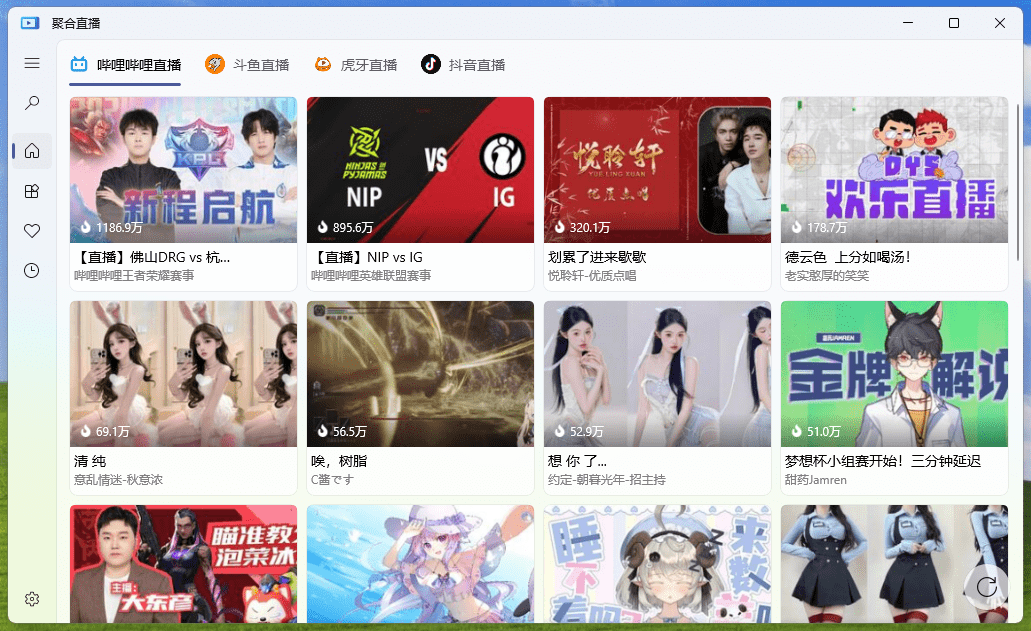 聚合直播
哔哩哔哩直播
斗鱼直播
虎牙直播
抖音直播
KPL
新程启航
1186.9万
【直播】佛山DRG vs 杭...
哔哩哔哩王者荣耀赛事
NINJAS IN
PYJAMAS
NIP
VS
IG
895.6万
【直播】NIP vs IG
哔哩哔哩英雄联盟赛事
悦聆轩
YUE LING XUAN
优质点唱
320.1万
划累了进来歇歇
悦聆轩-优质点唱
DYS
欢乐直播
178.7万
德云色 上分如喝汤！
老实憨厚的笑笑
69.1万
清 纯
意乱情迷-秋意浓
56.5万
唉，树脂
C酱です
52.9万
想 你 了...
约定-朝暮光年-招主持
甜药JAMREN
金牌解说
51.0万
梦想杯小组赛开始！三分钟延迟
甜药Jamren
瞄准教
泡菜冰
主播：
大东彦
睡不着吗
来数